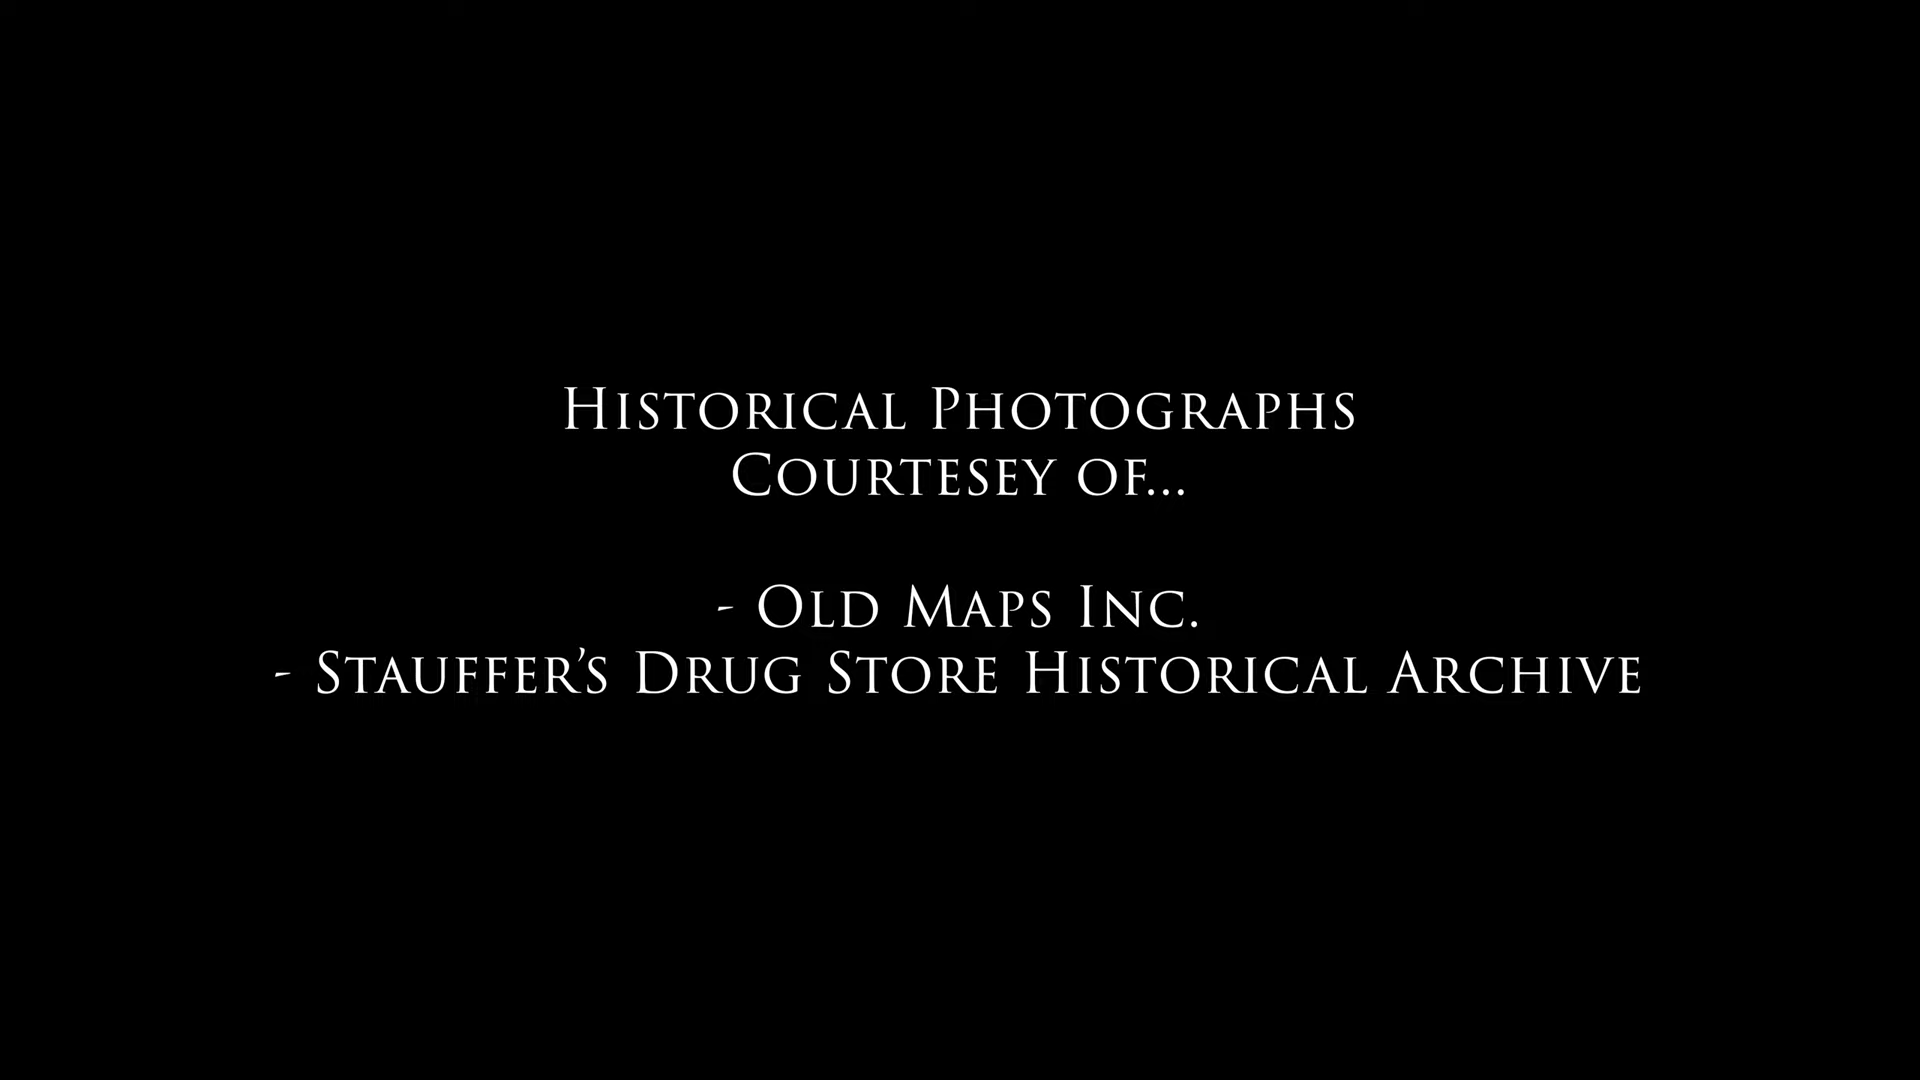 Historical Photographs
Courtesey of...
- Old Maps Inc.
- Stauffer’s Drug Store Historical Archive